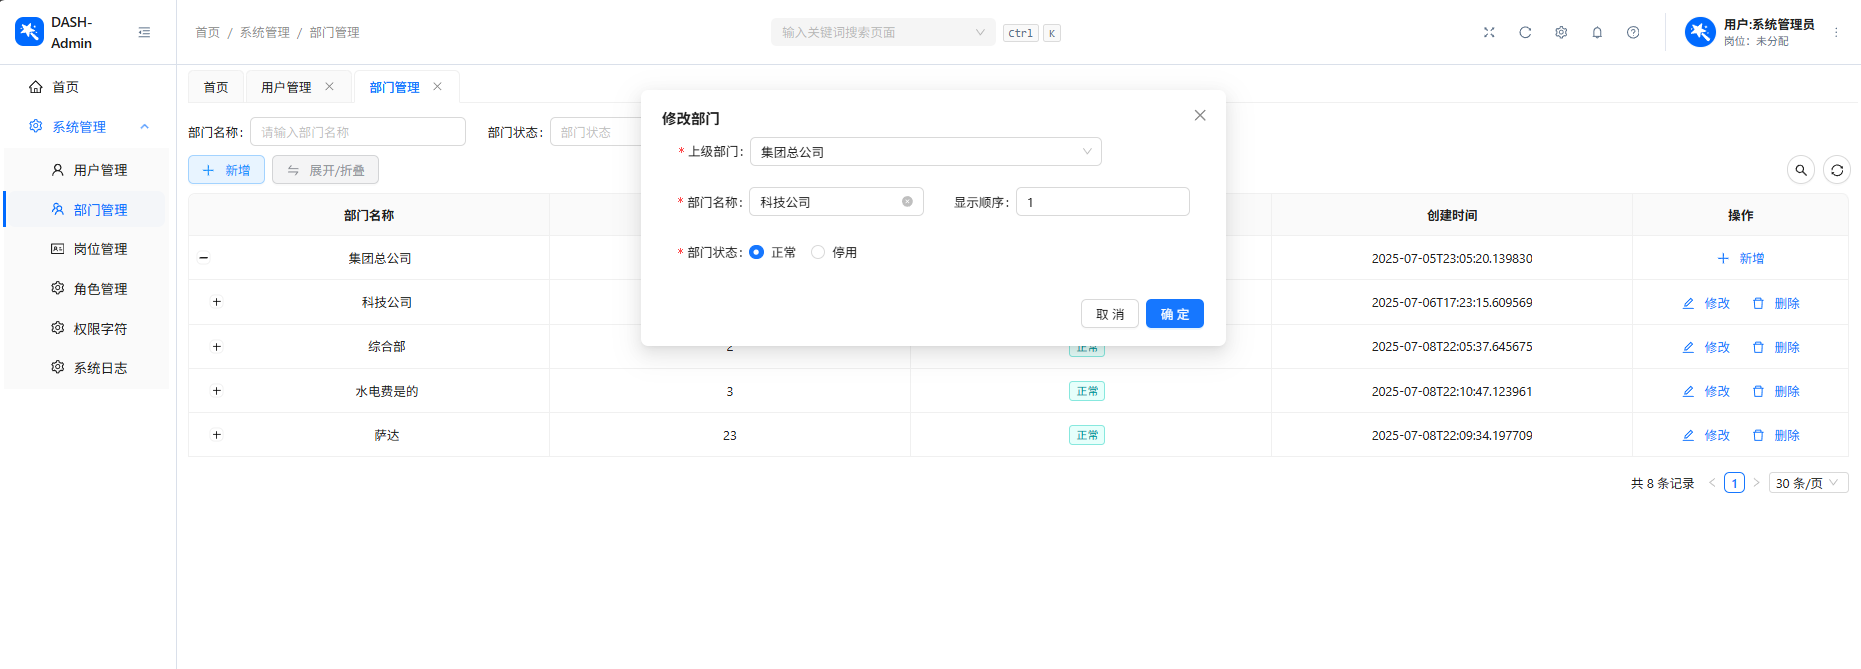 DASH-Admin
首页 / 系统管理 / 部门管理
输入关键词搜索页面
Ctrl K
用户:系统管理员
岗位：未分配
首页
系统管理
用户管理
部门管理
岗位管理
角色管理
权限字符
系统日志
首页 用户管理 部门管理
部门名称： 请输入部门名称 部门状态： 部门状态
新增 展开/折叠
部门名称 创建时间 操作
集团总公司 2025-07-05T23:05:20.139830 新增
科技公司 2025-07-06T17:23:15.609569 修改 删除
综合部 2 正常 2025-07-08T22:05:37.645675 修改 删除
水电费是的 3 正常 2025-07-08T22:10:47.123961 修改 删除
萨达 23 正常 2025-07-08T22:09:34.197709 修改 删除
共 8 条记录 1 30 条/页
修改部门
* 上级部门： 集团总公司
* 部门名称： 科技公司 显示顺序： 1
* 部门状态： 正常 停用
取 消 确 定